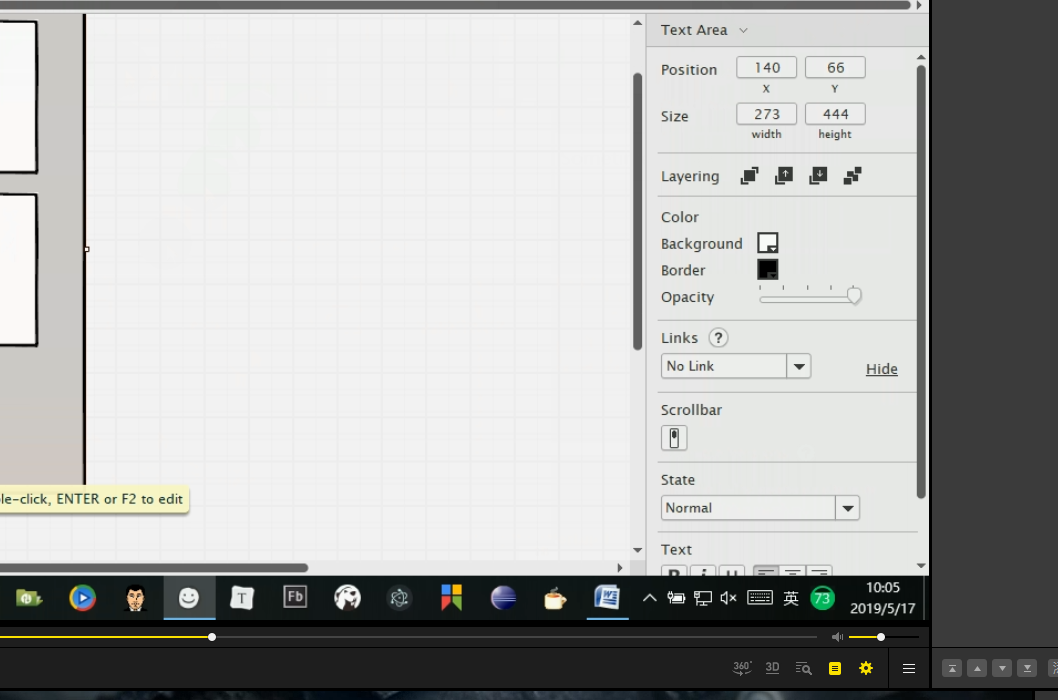 Text Area
Position 140 66
X Y
Size 273 444
width height
Layering
Color
Background
Border
Opacity
Links ?
No Link Hide
Scrollbar
State
Normal
le-click, ENTER or F2 to edit
Text
B i U
T Fb W 英 73
10:05
2019/5/17
360° 3D